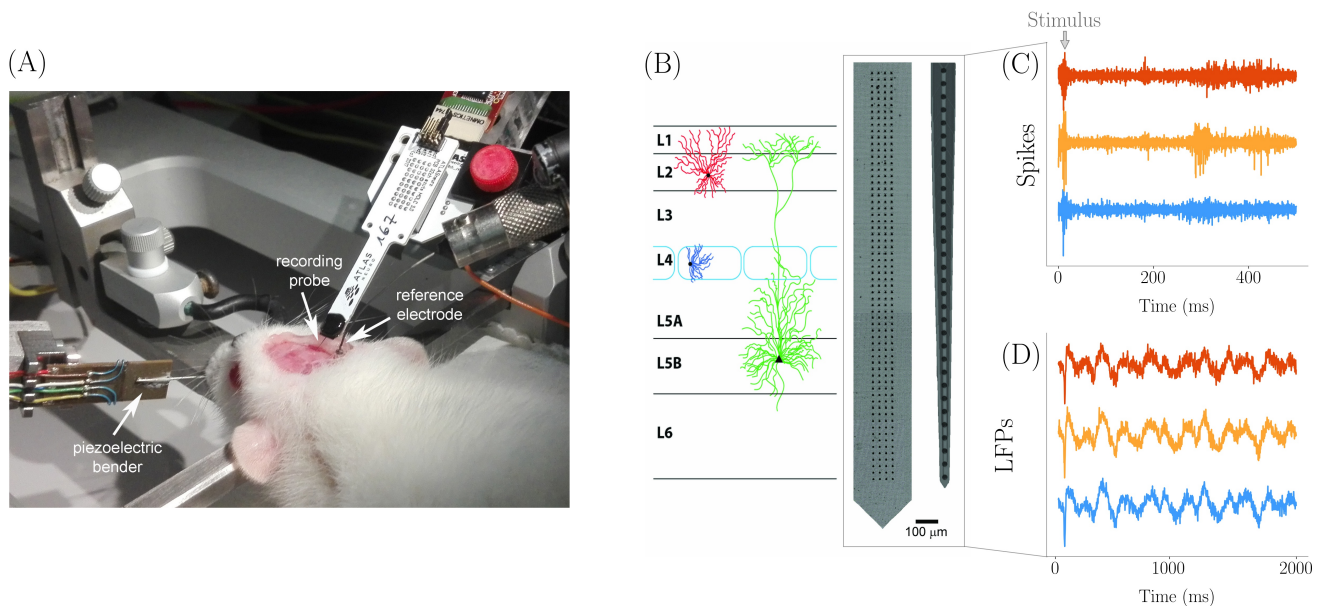 (A)
ATLAS
167
recording
probe
reference
electrode
piezoelectric
bender
(B)
L1
L2
L3
L4
L5A
L5B
L6
100 μm
Stimulus
(C)
Spikes
0
200
400
Time (ms)
(D)
LFPs
0
1000
2000
Time (ms)